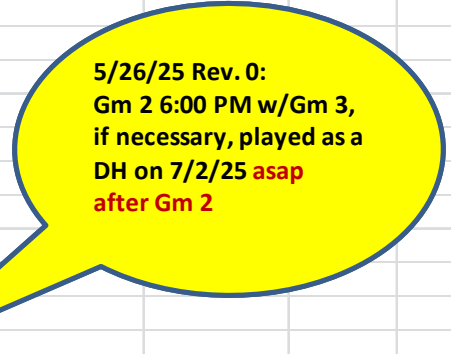 5/26/25 Rev. 0:
Gm 2 6:00 PM w/Gm 3,
if necessary, played as a
DH on 7/2/25 asap
after Gm 2